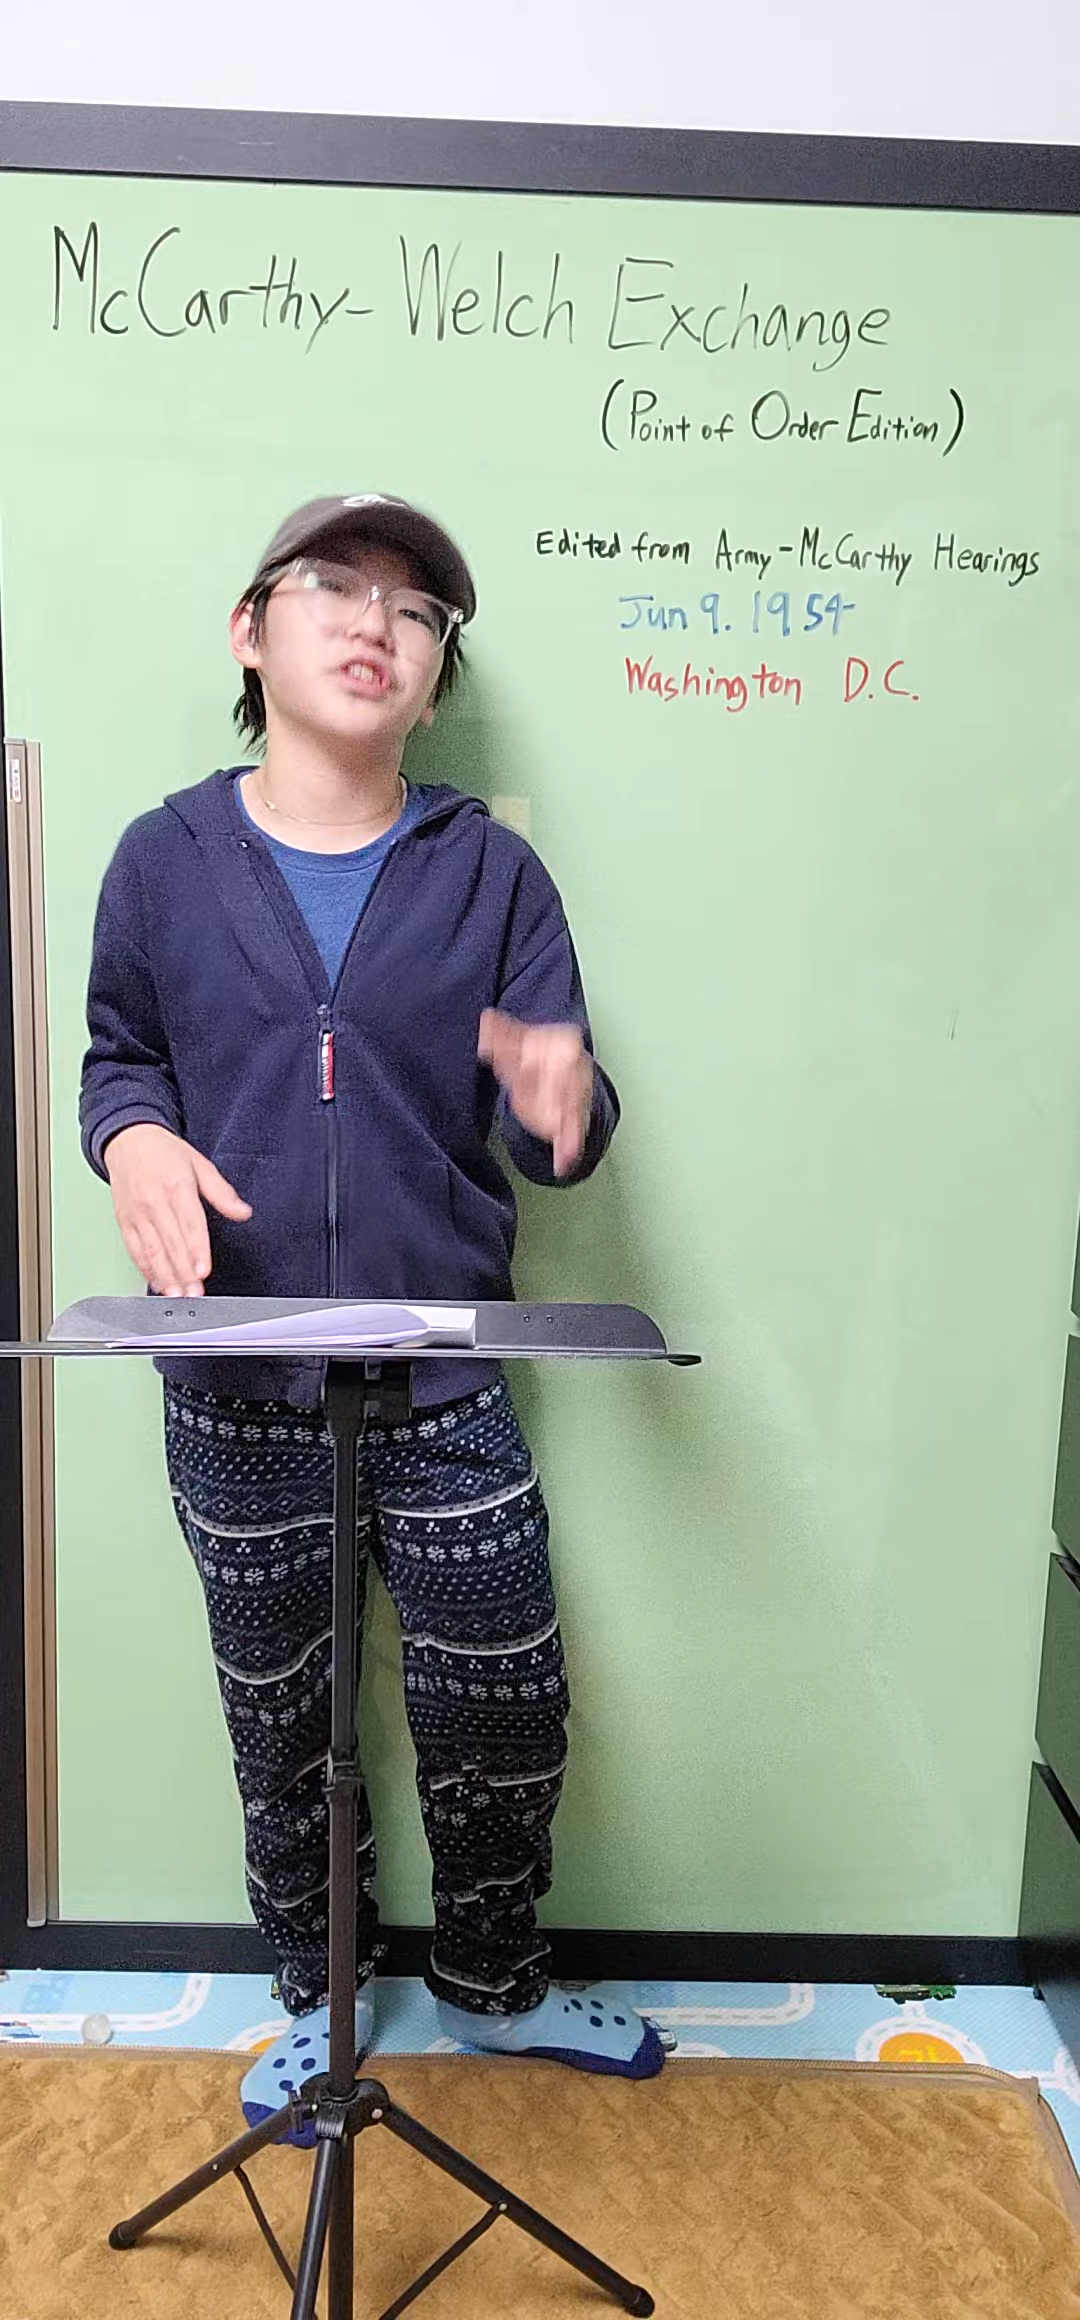 McCarthy-Welch Exchange
(Point of Order Edition)
Edited from Army-McCarthy Hearings
Jun 9. 1954
Washington D.C.